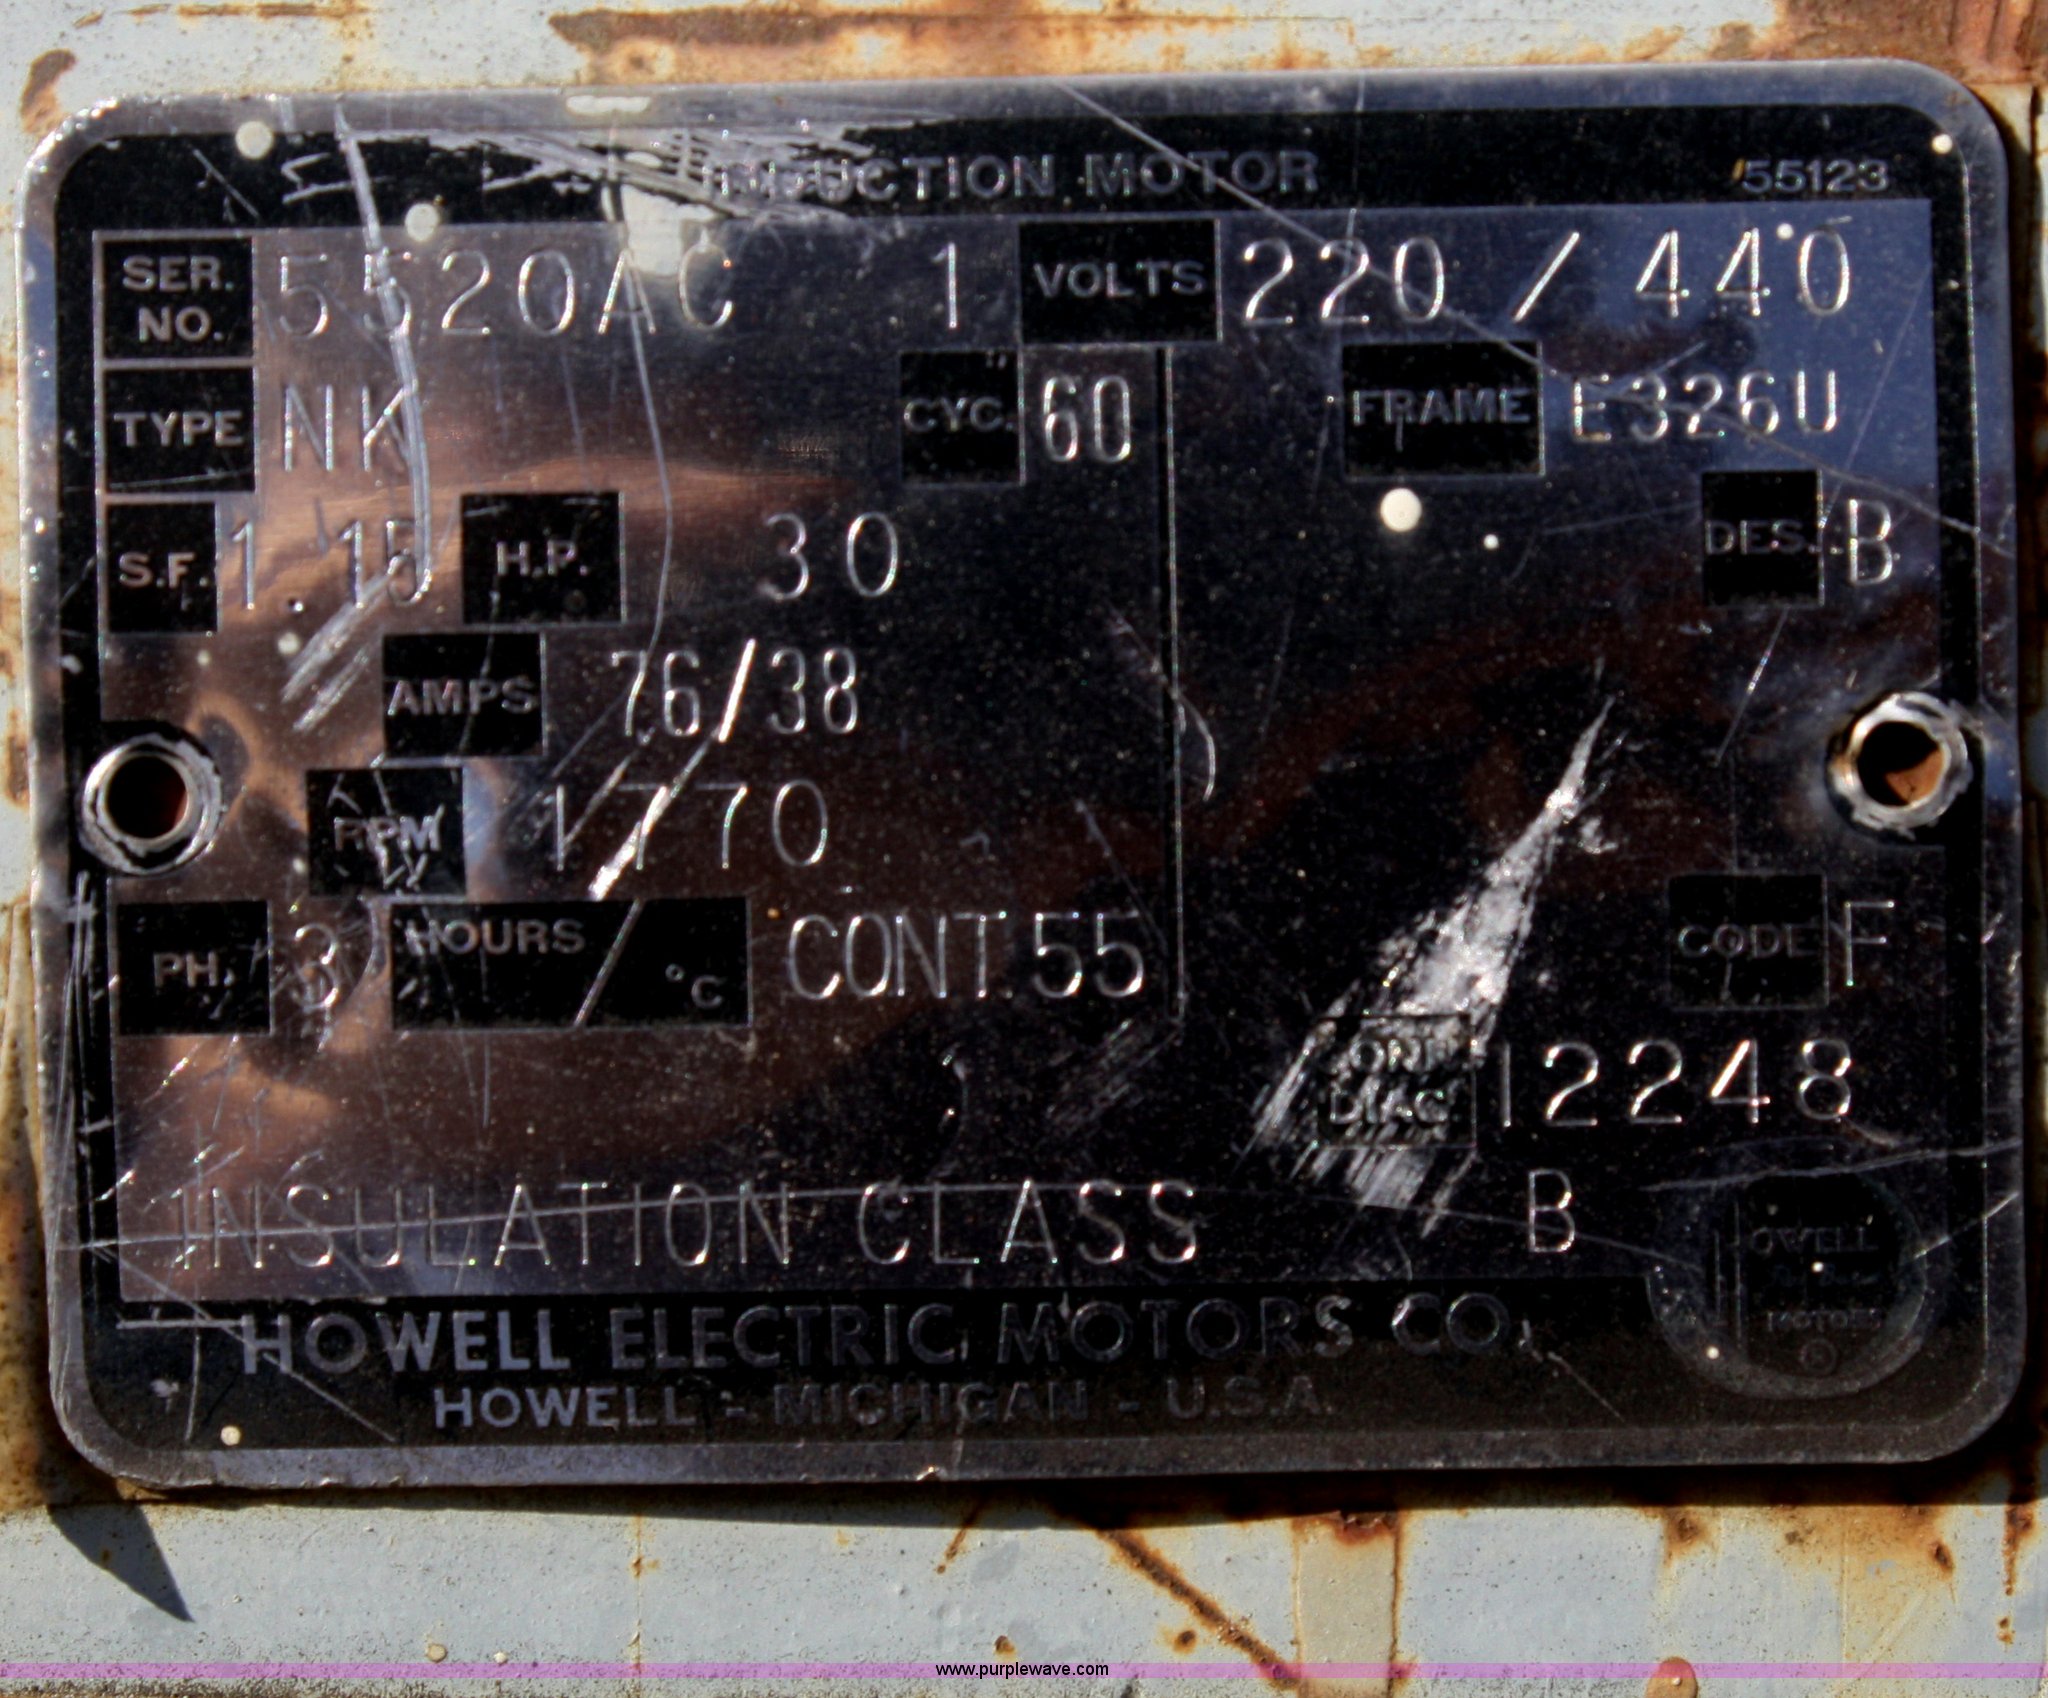 INDUCTION MOTOR 55123
SER. NO. 5520AC 1 VOLTS 220 / 440
TYPE NK CYC. 60 FRAME E326U
S.F. 1.15 H.P. 30 DES. B
AMPS 76/38
RPM 1770
PH. 3 HOURS / °C CONT. 55 CODE F
DIAG 12248
INSULATION CLASS B
HOWELL ELECTRIC MOTORS CO.
HOWELL - MICHIGAN - U.S.A.
HOWELL
MOTORS
®
www.purplewave.com